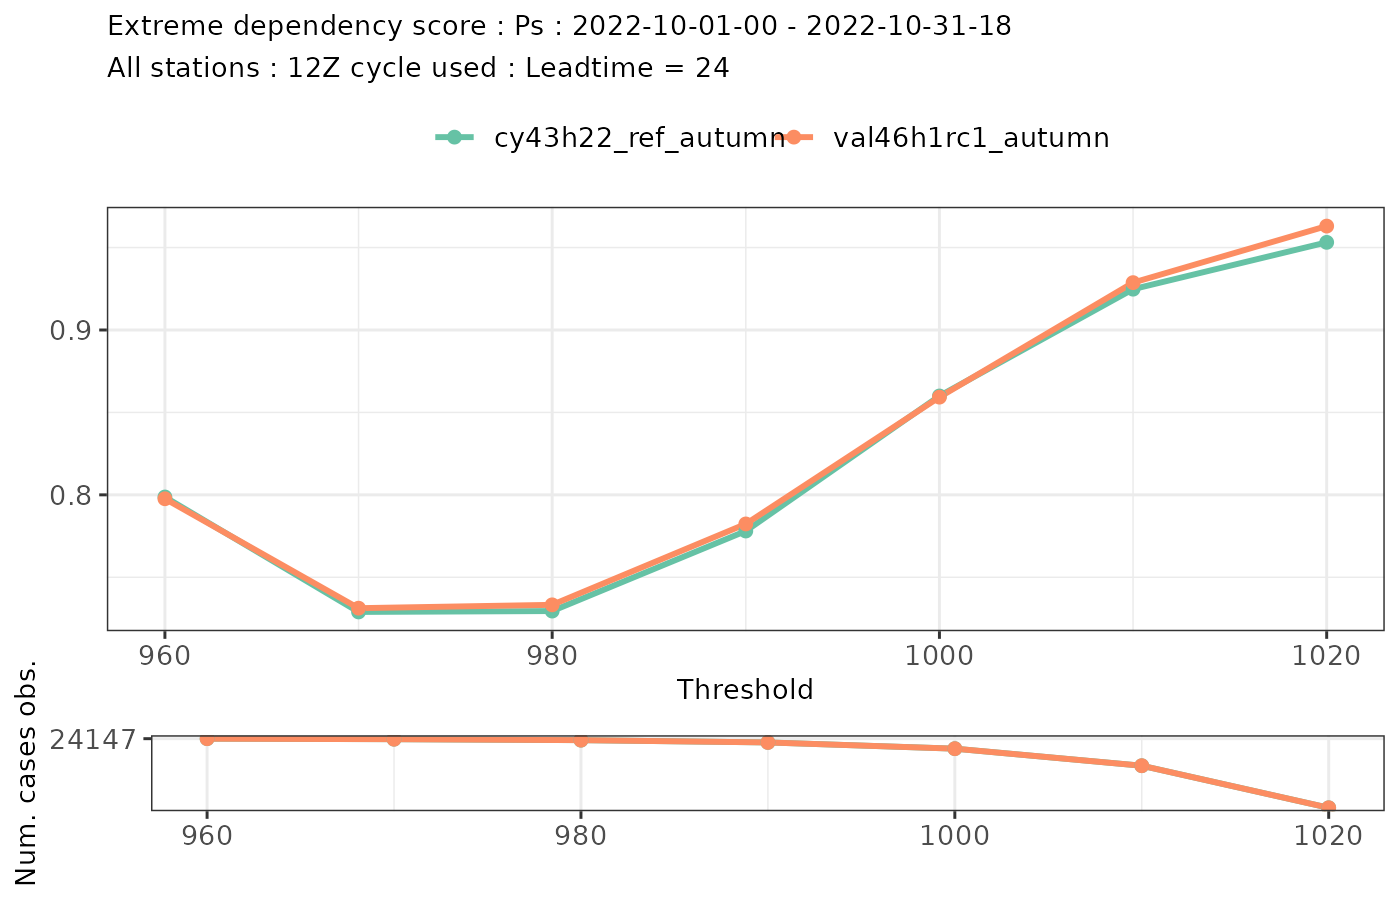 Extreme dependency score : Ps : 2022-10-01-00 - 2022-10-31-18
All stations : 12Z cycle used : Leadtime = 24
cy43h22_ref_autumn val46h1rc1_autumn
0.9
0.8
960 980 1000 1020
Threshold
Num. cases obs.
24147
960 980 1000 1020